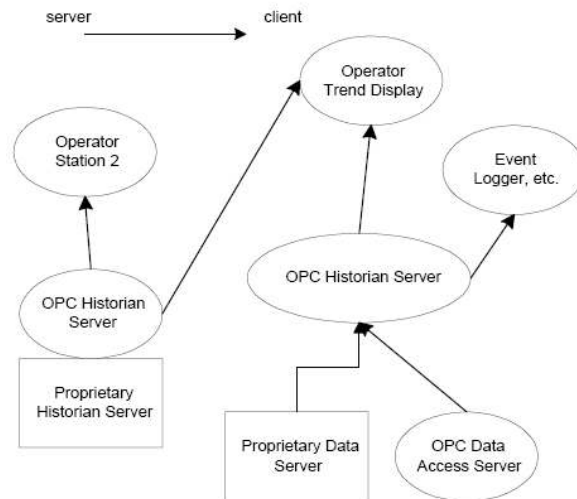 server
client
Operator
Trend Display
Operator
Station 2
Event
Logger, etc.
OPC Historian
Server
OPC Historian Server
Proprietary
Historian Server
Proprietary Data
Server
OPC Data
Access Server